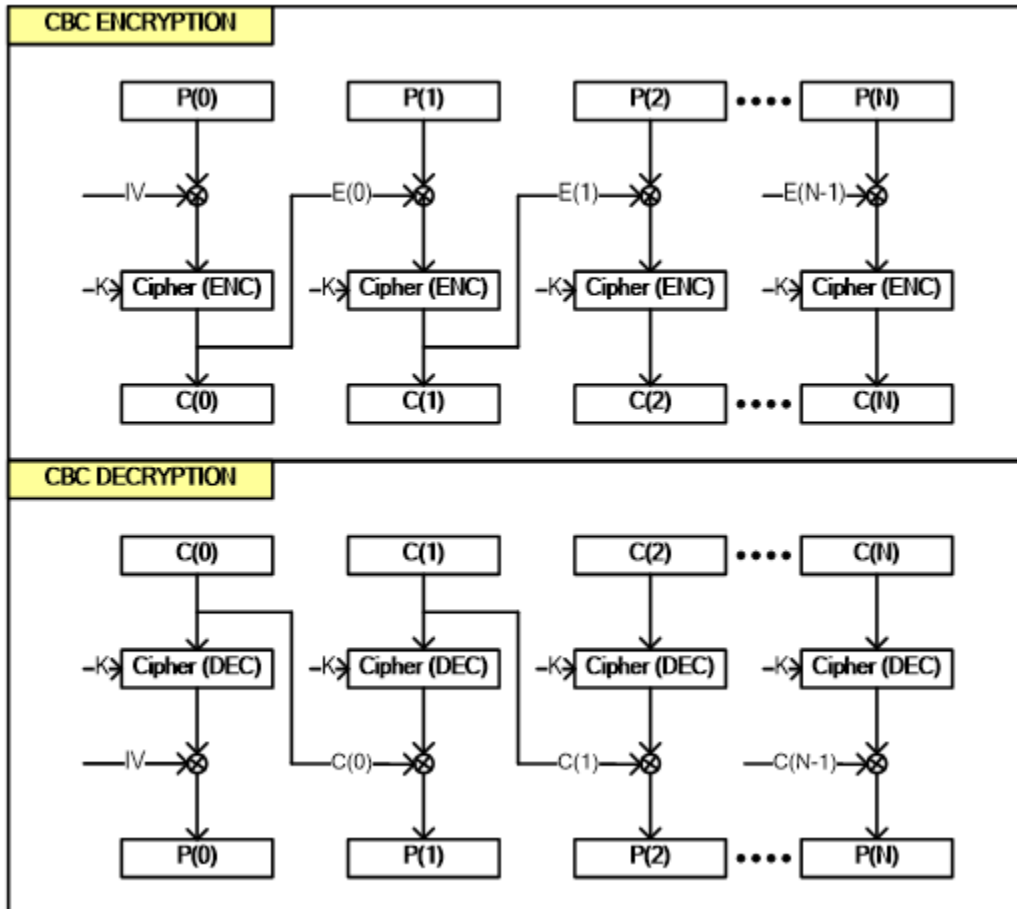 CBC ENCRYPTION
P(0) P(1) P(2) •••• P(N)
IV E(0) E(1) E(N-1)
K Cipher (ENC) K Cipher (ENC) K Cipher (ENC) K Cipher (ENC)
C(0) C(1) C(2) •••• C(N)
CBC DECRYPTION
C(0) C(1) C(2) •••• C(N)
K Cipher (DEC) K Cipher (DEC) K Cipher (DEC) K Cipher (DEC)
IV C(0) C(1) C(N-1)
P(0) P(1) P(2) •••• P(N)